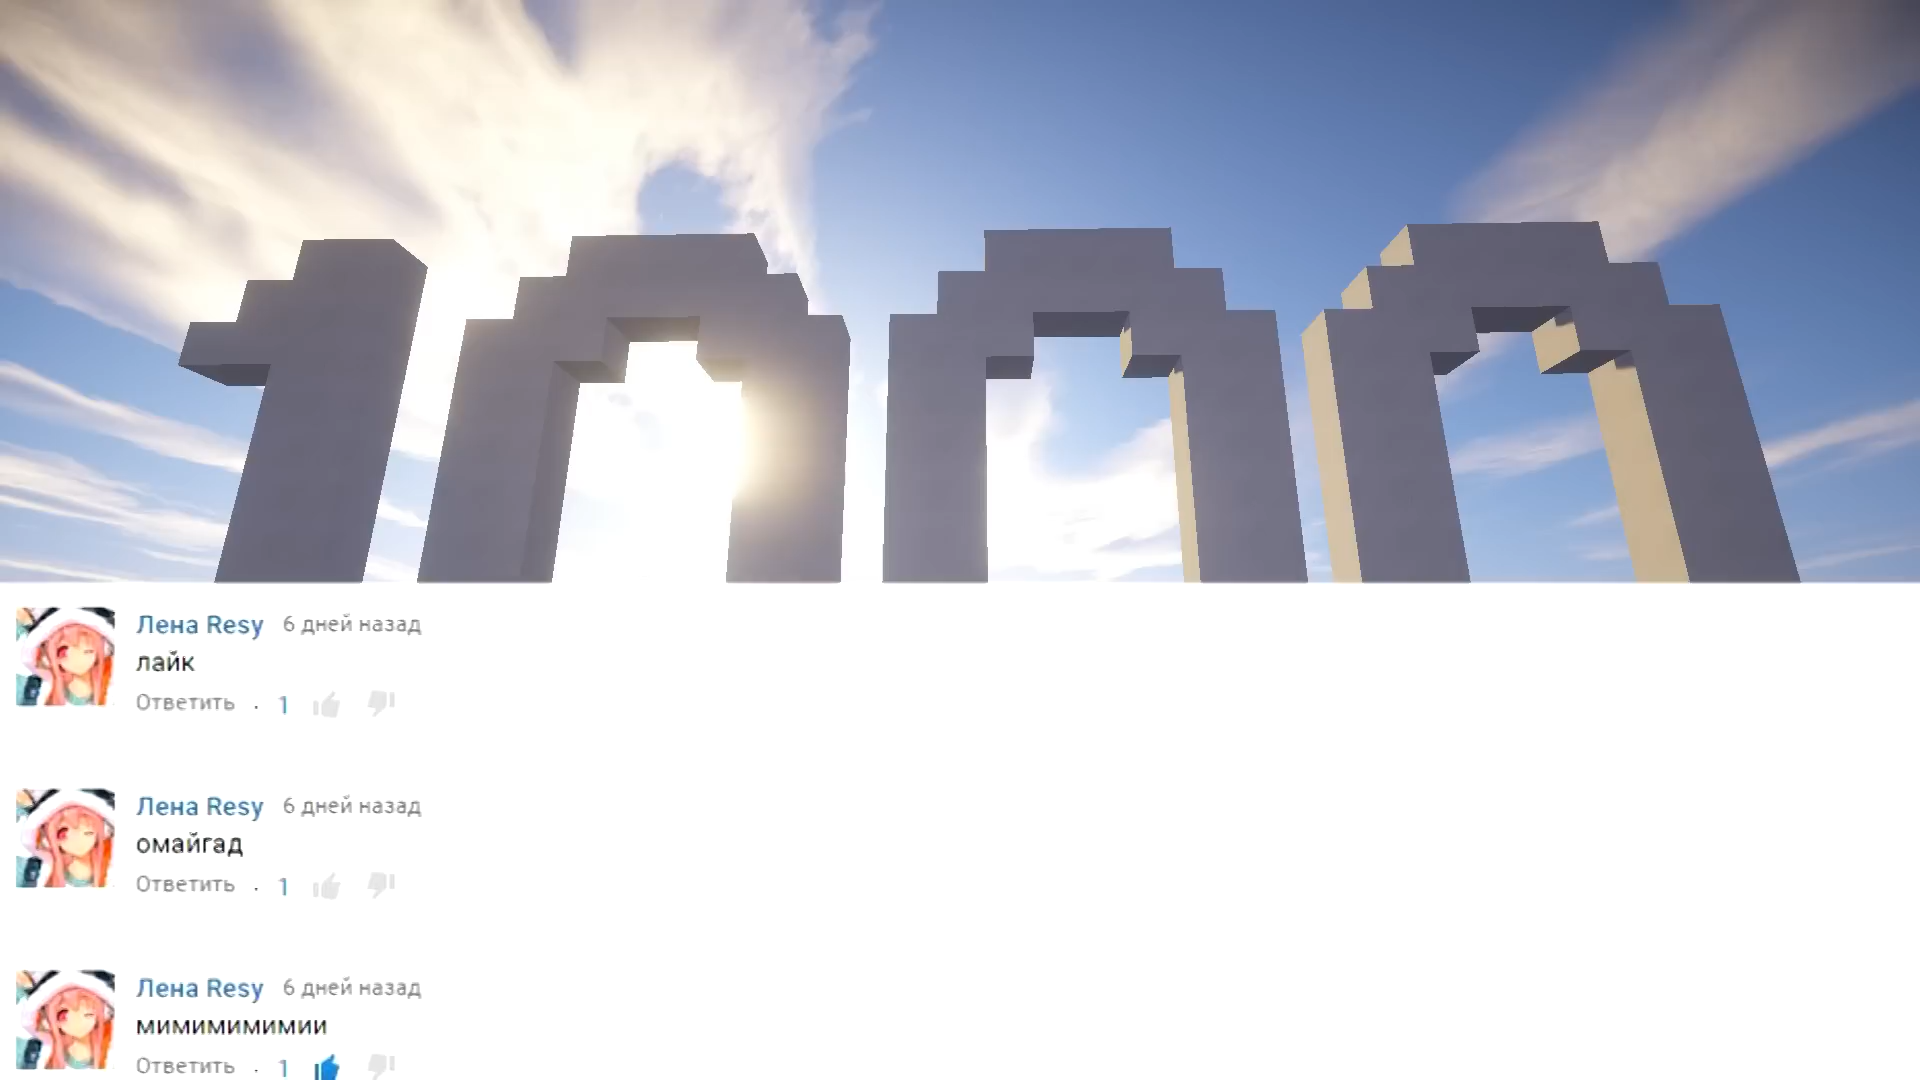 1000
Лена Resy 6 дней назад
лайк
Ответить . 1
Лена Resy 6 дней назад
омайгад
Ответить . 1
Лена Resy 6 дней назад
мимимимимии
Ответить . 1